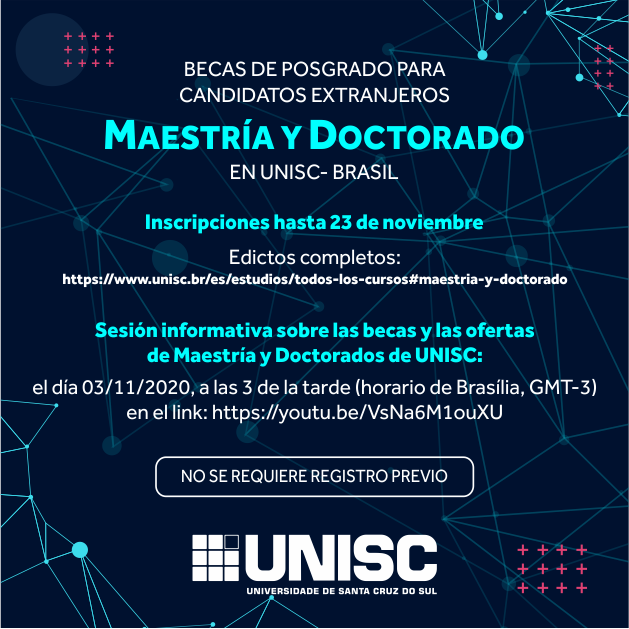 BECAS DE POSGRADO PARA
CANDIDATOS EXTRANJEROS
MAESTRÍA Y DOCTORADO
EN UNISC- BRASIL
Inscripciones hasta 23 de noviembre
Edictos completos:
https://www.unisc.br/es/estudios/todos-los-cursos#maestria-y-doctorado
Sesión informativa sobre las becas y las ofertas
de Maestría y Doctorados de UNISC:
el día 03/11/2020, a las 3 de la tarde (horario de Brasília, GMT-3)
en el link: https://youtu.be/VsNa6M1ouXU
NO SE REQUIERE REGISTRO PREVIO
UNISC
UNIVERSIDADE DE SANTA CRUZ DO SUL